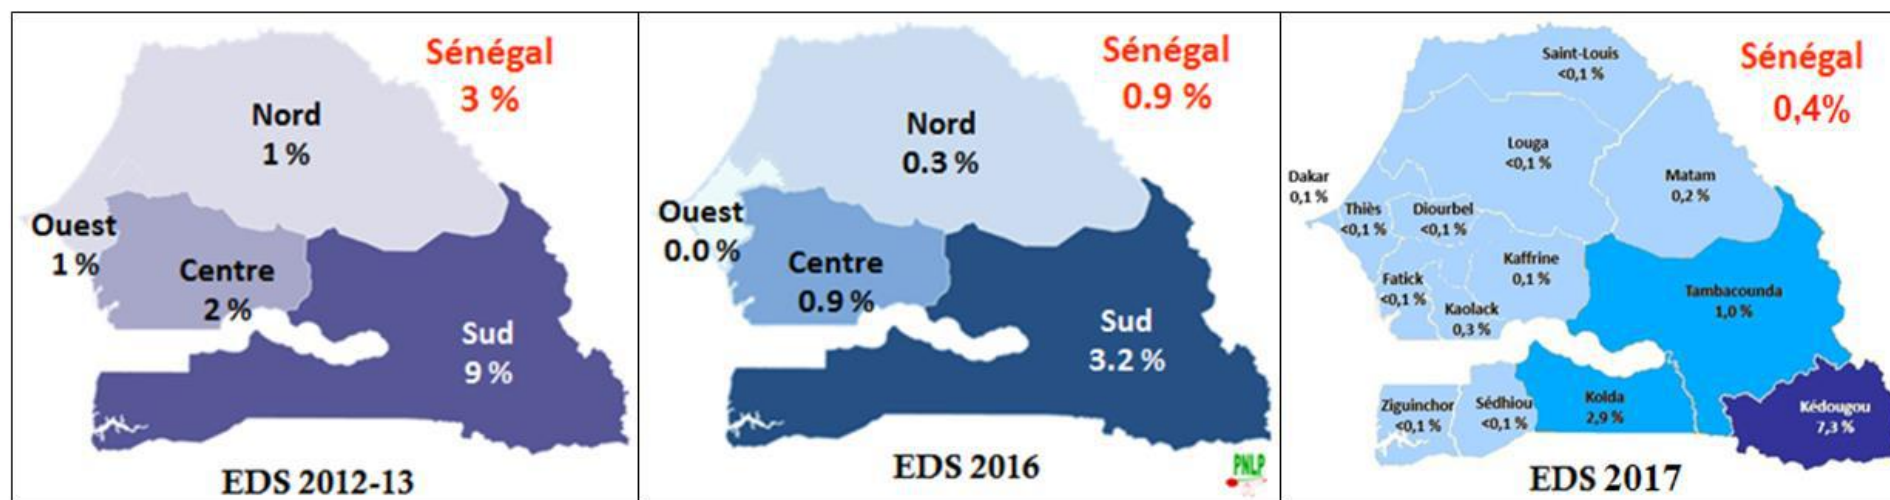 Sénégal
3 %
Nord
1 %
Ouest
1 %
Centre
2 %
Sud
9 %
EDS 2012-13
Sénégal
0.9 %
Nord
0.3 %
Ouest
0.0 %
Centre
0.9 %
Sud
3.2 %
EDS 2016
PNLP
Sénégal
0,4%
Saint-Louis
<0,1 %
Louga
<0,1 %
Matam
0,2 %
Dakar
0,1 %
Thiès
<0,1 %
Diourbel
<0,1 %
Kaffrine
0,1 %
Fatick
<0,1 %
Kaolack
0,3 %
Tambacounda
1,0 %
Ziguinchor
<0,1 %
Sédhiou
<0,1 %
Kolda
2,9 %
Kédougou
7,3 %
EDS 2017